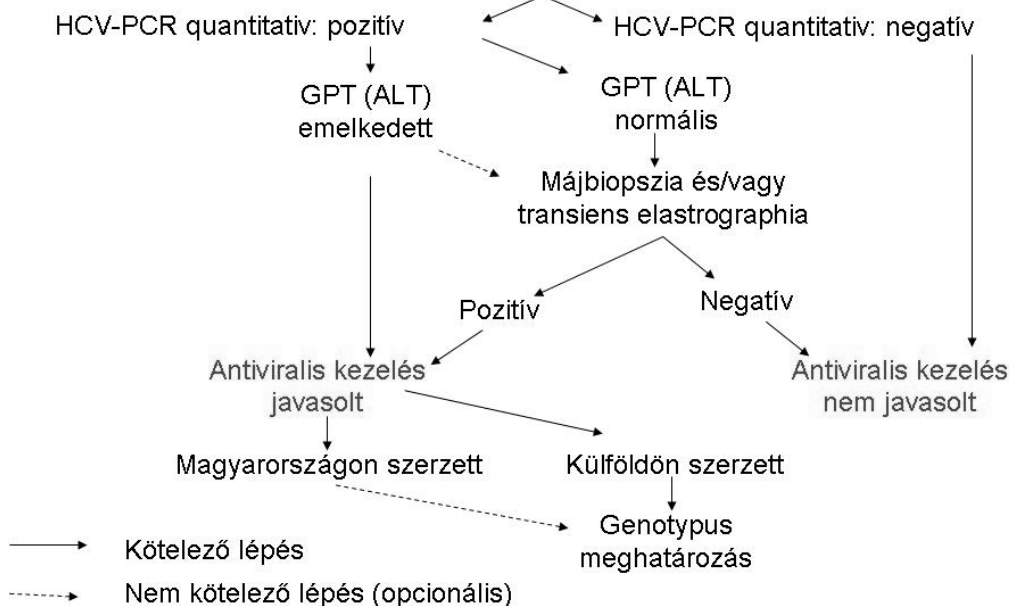 HCV-PCR quantitativ: pozitív
HCV-PCR quantitativ: negatív
GPT (ALT)
emelkedett
GPT (ALT)
normális
Májbiopszia és/vagy
transiens elastrographia
Pozitív
Negatív
Antiviralis kezelés
javasolt
Antiviralis kezelés
nem javasolt
Magyarországon szerzett
Külföldön szerzett
Genotypus
meghatározás
Kötelező lépés
Nem kötelező lépés (opcionális)